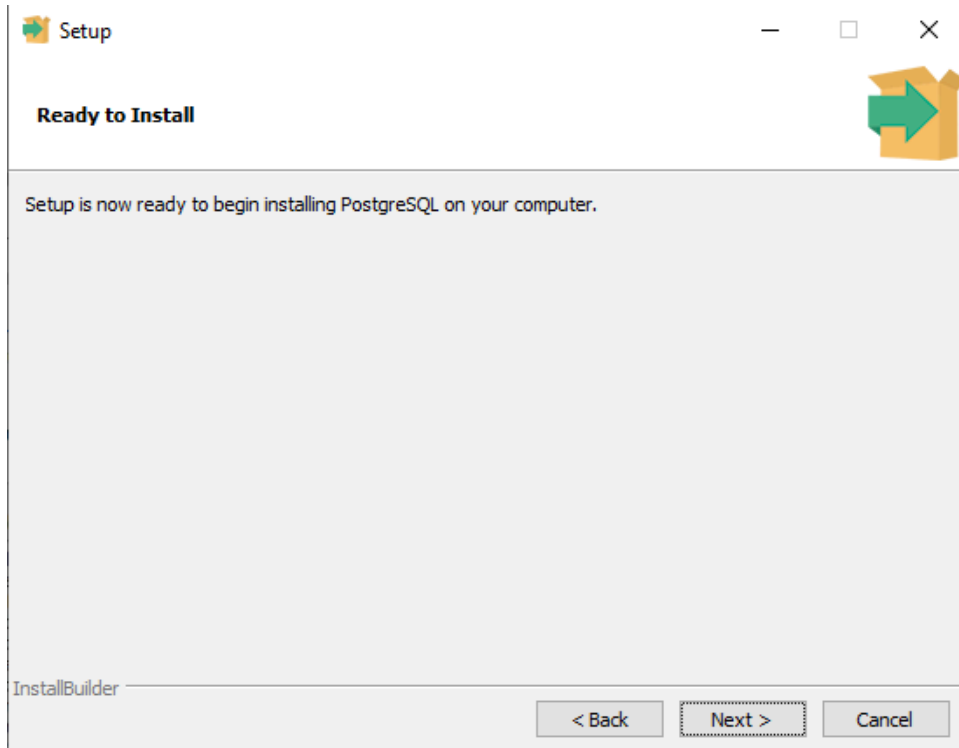 Setup
Ready to Install
Setup is now ready to begin installing PostgreSQL on your computer.
InstallBuilder
< Back Next > Cancel